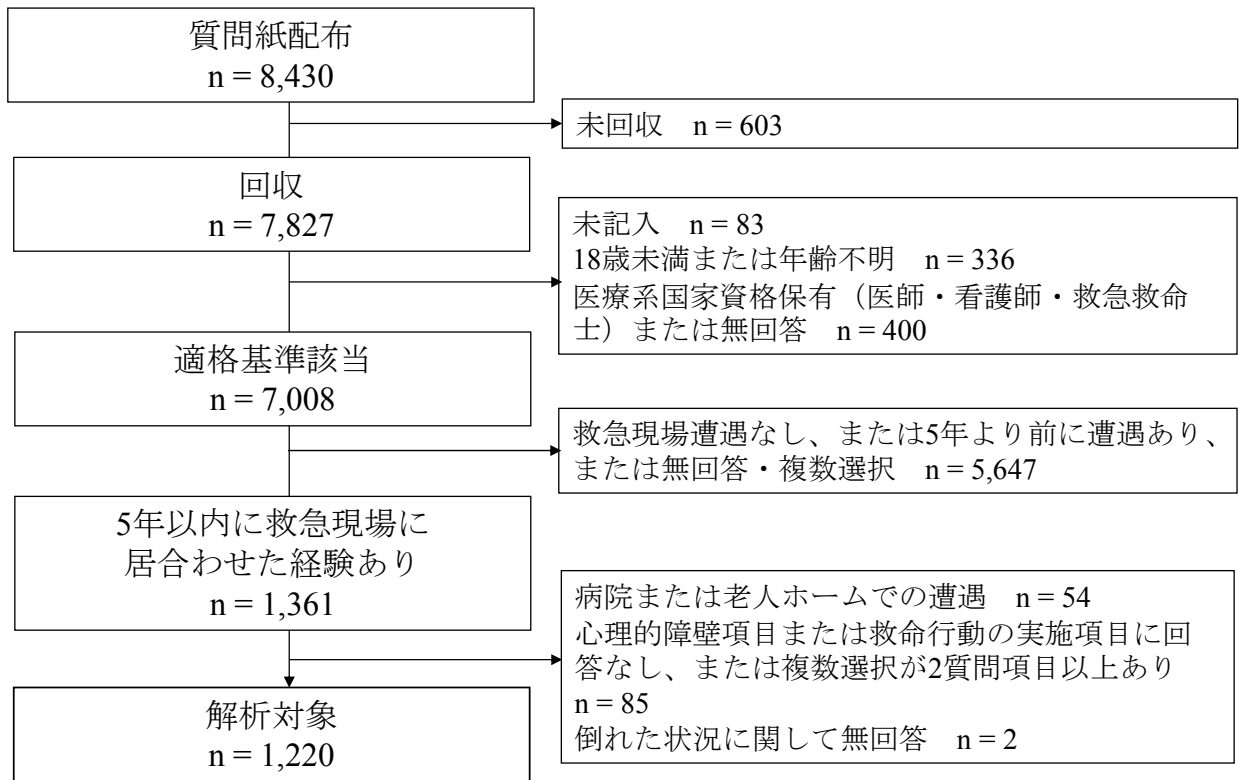 質問紙配布
n = 8,430
未回収　n = 603
回収
n = 7,827
未記入　n = 83
18歳未満または年齢不明　n = 336
医療系国家資格保有（医師・看護師・救急救命
士）または無回答　n = 400
適格基準該当
n = 7,008
救急現場遭遇なし、または5年より前に遭遇あり、
または無回答・複数選択　n = 5,647
5年以内に救急現場に
居合わせた経験あり
n = 1,361
病院または老人ホームでの遭遇　n = 54
心理的障壁項目または救命行動の実施項目に回
答なし、または複数選択が2質問項目以上あり
n = 85
倒れた状況に関して無回答　n = 2
解析対象
n = 1,220